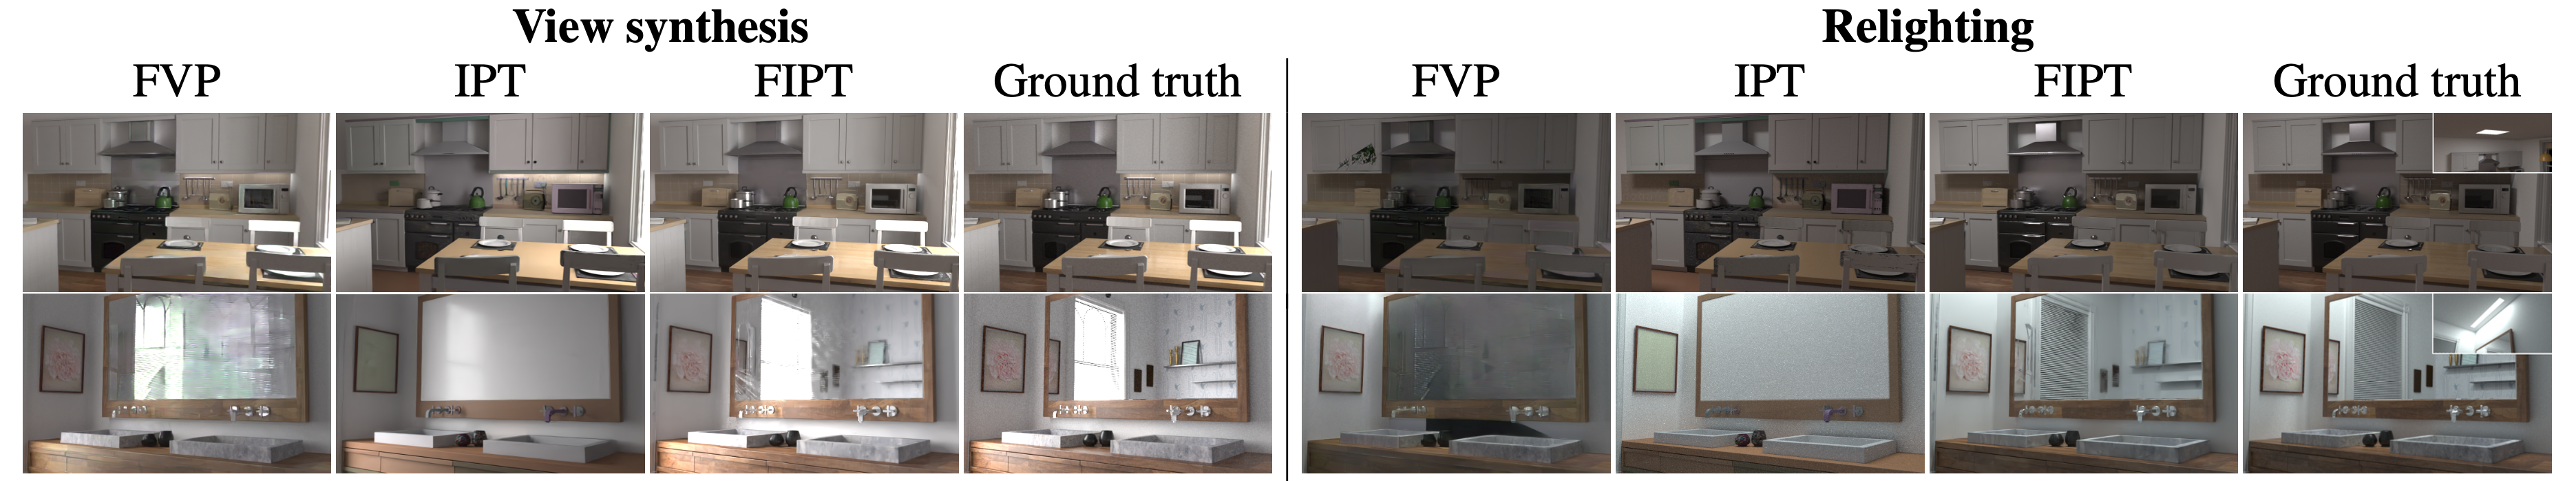 View synthesis
Relighting
FVP IPT FIPT Ground truth
FVP IPT FIPT Ground truth